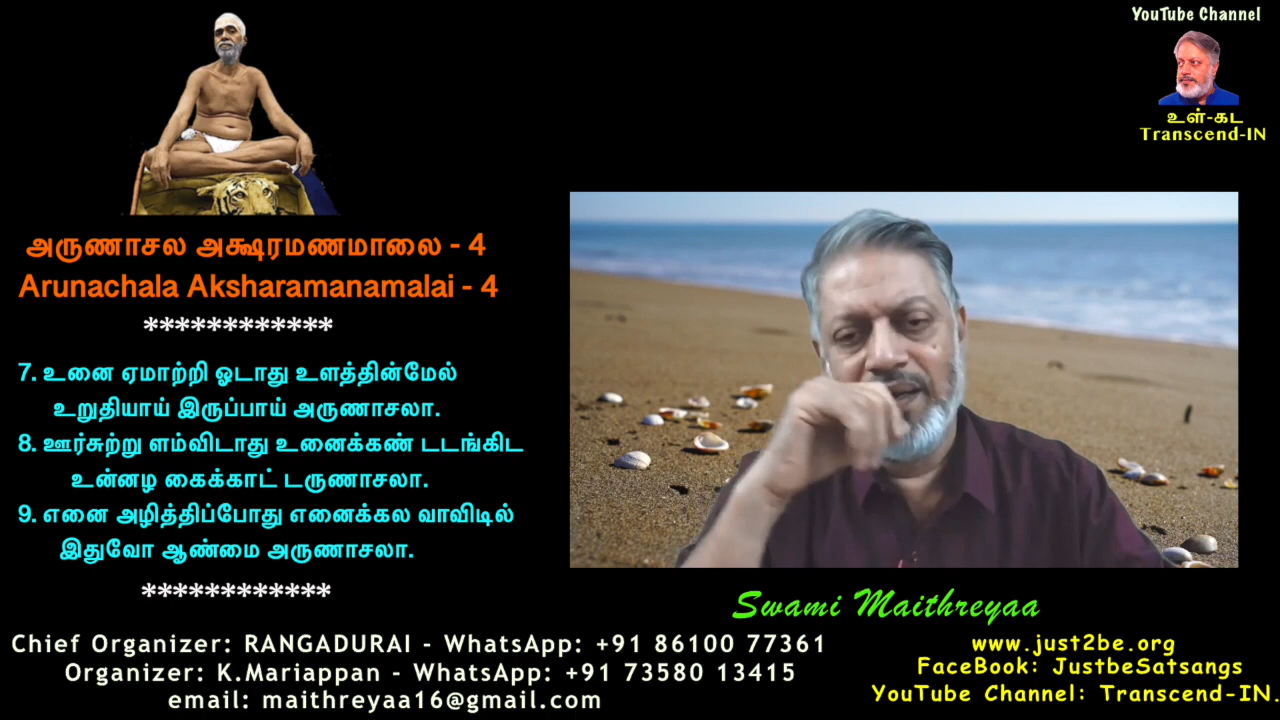 YouTube Channel
உள்-கட
Transcend-IN
அருணாசல அக்ஷரமணமாலை - 4
Arunachala Aksharamanamalai - 4
************
7. உனை ஏமாற்றி ஓடாது உளத்தின்மேல்
உறுதியாய் இருப்பாய் அருணாசலா.
8. ஊர்சுற்று ளம்விடாது உனைக்கண் டடங்கிட
உன்னழ கைக்காட் டருணாசலா.
9. எனை அழித்திப்போது எனைக்கல வாவிடில்
இதுவோ ஆண்மை அருணாசலா.
************
Swami Maithreyaa
Chief Organizer: RANGADURAI - WhatsApp: +91 86100 77361
Organizer: K.Mariappan - WhatsApp: +91 73580 13415
email: maithreyaa16@gmail.com
www.just2be.org
FaceBook: JustbeSatsangs
YouTube Channel: Transcend-IN.